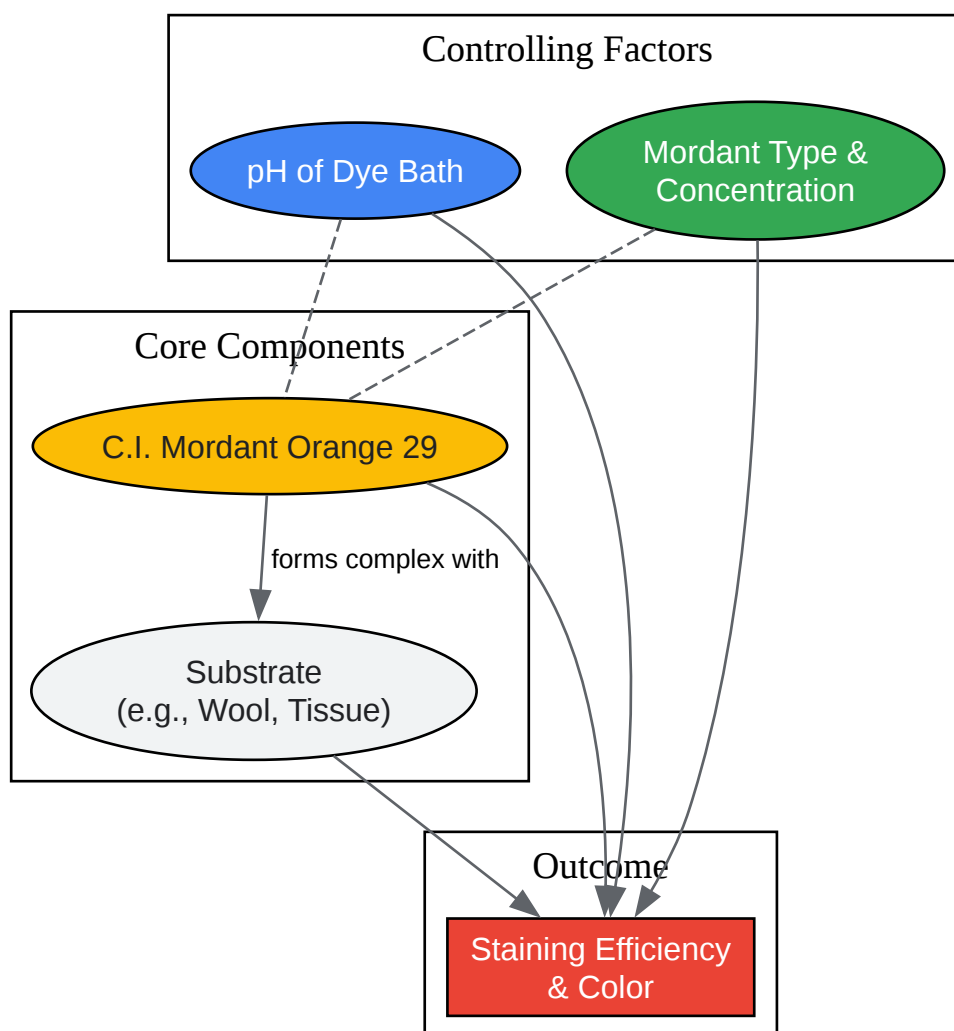 Controlling Factors
pH of Dye Bath
Mordant Type &
Concentration
Core Components
C.I. Mordant Orange 29
forms complex with
Substrate
(e.g., Wool, Tissue)
Outcome
Staining Efficiency
& Color